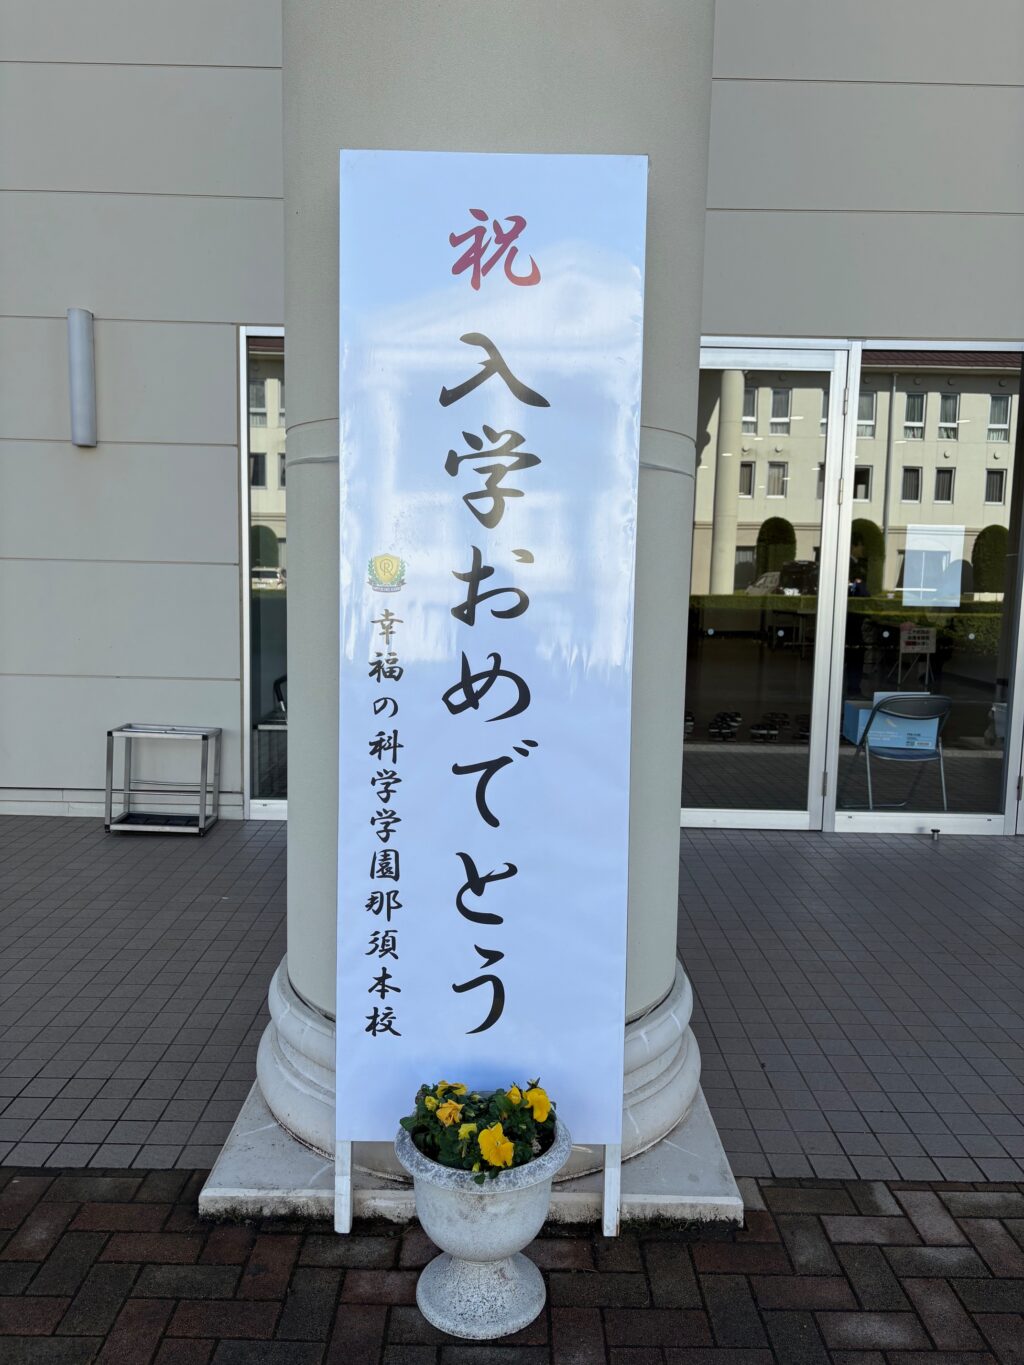 祝
入学おめでとう
幸福の科学学園那須本校
R